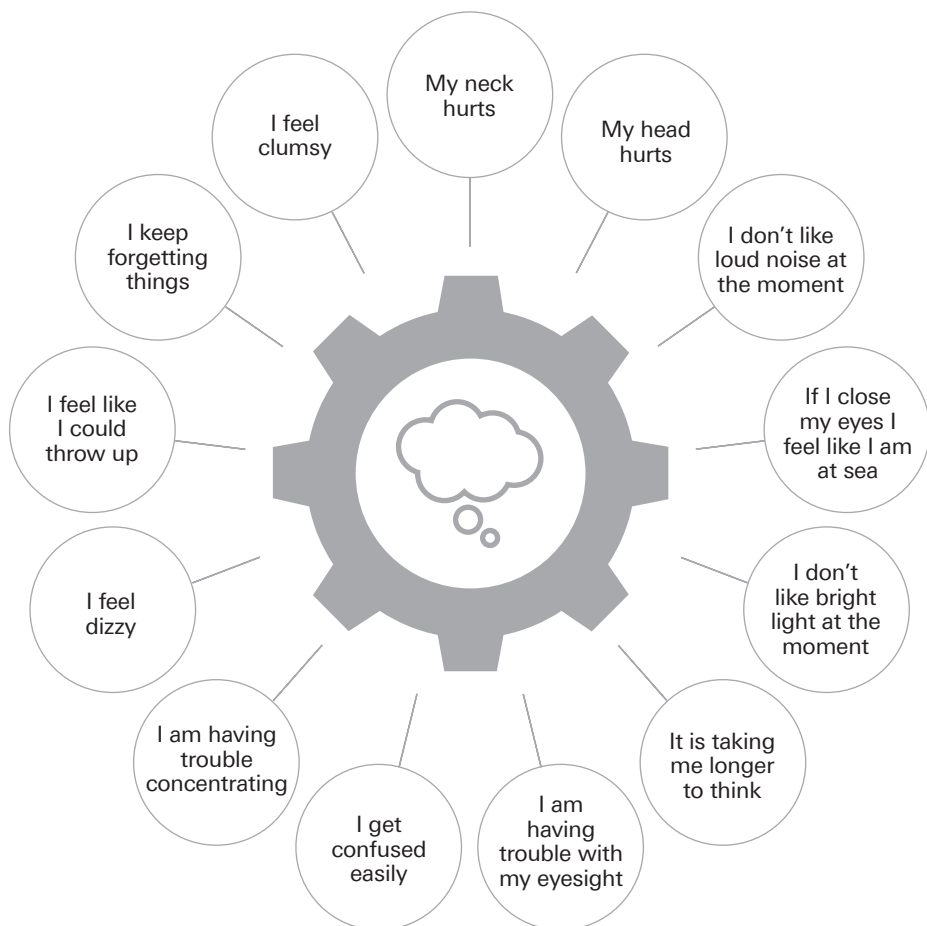 My neck
hurts
My head
hurts
I don’t like
loud noise at
the moment
If I close
my eyes I
feel like I am
at sea
I don’t
like bright
light at the
moment
It is taking
me longer
to think
I am
having
trouble with
my eyesight
I get
confused
easily
I am having
trouble
concentrating
I feel
dizzy
I feel like
I could
throw up
I keep
forgetting
things
I feel
clumsy